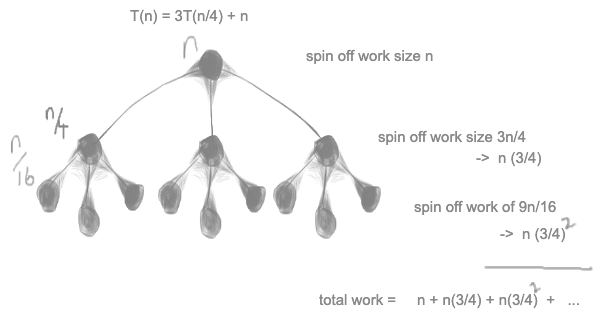 T(n) = 3T(n/4) + n
n
spin off work size n
n/4
spin off work size 3n/4
-> n (3/4)
n/16
spin off work of 9n/16
-> n (3/4)²
total work = n + n(3/4) + n(3/4)² + ...